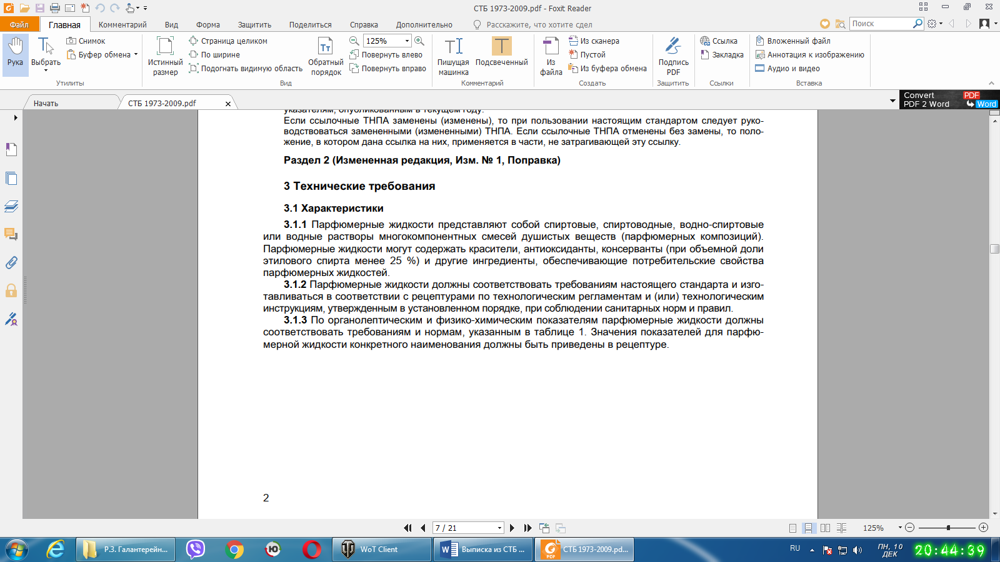 СТБ 1973-2009.pdf - Foxit Reader
Файл Главная Комментарий Вид Форма Защитить Поделиться Справка Дополнительно Расскажите, что хотите сдел Поиск
Рука
Выбрать
Снимок
Буфер обмена
Утилиты
Истинный
размер
Страница целиком
По ширине
Подогнать видимую область
Обратный
порядок
125%
Повернуть влево
Повернуть вправо
Вид
Пишущая
машинка
Подсвеченный
Комментарий
Из
файла
Из сканера
Пустой
Из буфера обмена
Создать
Подпись
PDF
Защитить
Ссылка
Закладка
Ссылки
Вложенный файл
Аннотация к изображению
Аудио и видео
Вставка
Начать СТБ 1973-2009.pdf
Convert PDF
PDF 2 Word Word
указателям, опубликованным в текущем году.
Если ссылочные ТНПА заменены (изменены), то при пользовании настоящим стандартом следует руко-
водствоваться замененными (измененными) ТНПА. Если ссылочные ТНПА отменены без замены, то поло-
жение, в котором дана ссылка на них, применяется в части, не затрагивающей эту ссылку.
Раздел 2 (Измененная редакция, Изм. № 1, Поправка)
3 Технические требования
3.1 Характеристики
3.1.1 Парфюмерные жидкости представляют собой спиртовые, спиртоводные, водно-спиртовые
или водные растворы многокомпонентных смесей душистых веществ (парфюмерных композиций).
Парфюмерные жидкости могут содержать красители, антиоксиданты, консерванты (при объемной доли
этилового спирта менее 25 %) и другие ингредиенты, обеспечивающие потребительские свойства
парфюмерных жидкостей.
3.1.2 Парфюмерные жидкости должны соответствовать требованиям настоящего стандарта и изго-
тавливаться в соответствии с рецептурами по технологическим регламентам и (или) технологическим
инструкциям, утвержденным в установленном порядке, при соблюдении санитарных норм и правил.
3.1.3 По органолептическим и физико-химическим показателям парфюмерные жидкости должны
соответствовать требованиям и нормам, указанным в таблице 1. Значения показателей для парфю-
мерной жидкости конкретного наименования должны быть приведены в рецептуре.
2
7 / 21
125%
Р.З. Галантерейн...
WoT Client
Выписка из СТБ ...
PDF
СТБ 1973-2009.pd...
RU
ПН, 10
ДЕК
20:44:39